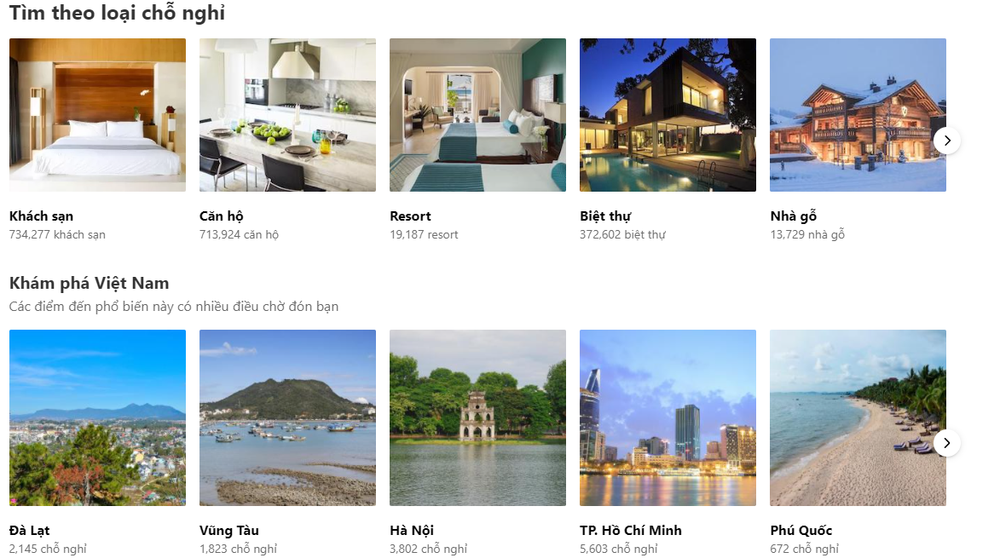 Tìm theo loại chỗ nghỉ
Khách sạn
734,277 khách sạn
Căn hộ
713,924 căn hộ
Resort
19,187 resort
Biệt thự
372,602 biệt thự
Nhà gỗ
13,729 nhà gỗ
Khám phá Việt Nam
Các điểm đến phổ biến này có nhiều điều chờ đón bạn
Đà Lạt
2,145 chỗ nghỉ
Vũng Tàu
1,823 chỗ nghỉ
Hà Nội
3,802 chỗ nghỉ
TP. Hồ Chí Minh
5,603 chỗ nghỉ
Phú Quốc
672 chỗ nghỉ